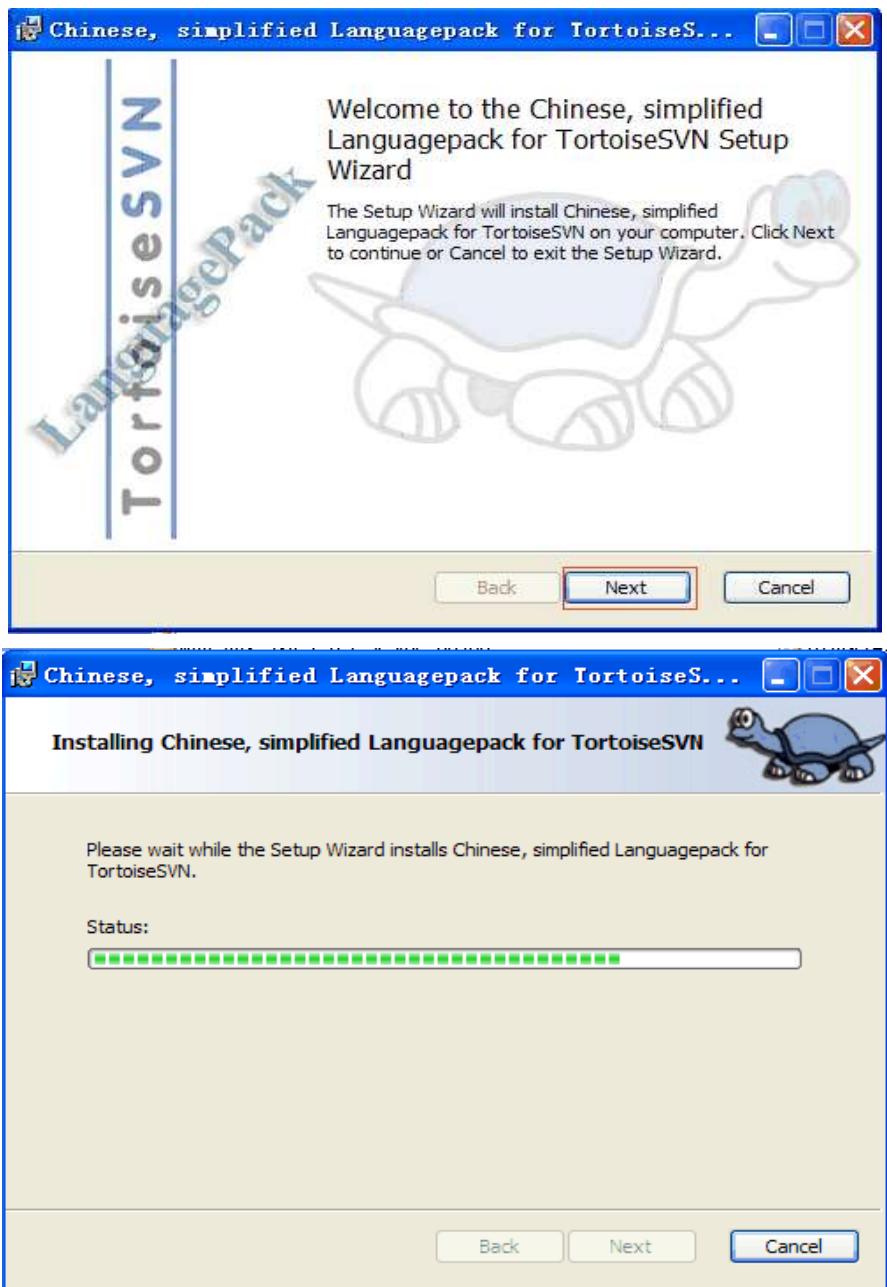 Chinese, simplified Languagepack for TortoiseS...
TortoiseSVN
LanguagePack
Welcome to the Chinese, simplified
Languagepack for TortoiseSVN Setup
Wizard
The Setup Wizard will install Chinese, simplified
Languagepack for TortoiseSVN on your computer. Click Next
to continue or Cancel to exit the Setup Wizard.
Back Next Cancel
Chinese, simplified Languagepack for TortoiseS...
Installing Chinese, simplified Languagepack for TortoiseSVN
Please wait while the Setup Wizard installs Chinese, simplified Languagepack for
TortoiseSVN.
Status:
Back Next Cancel